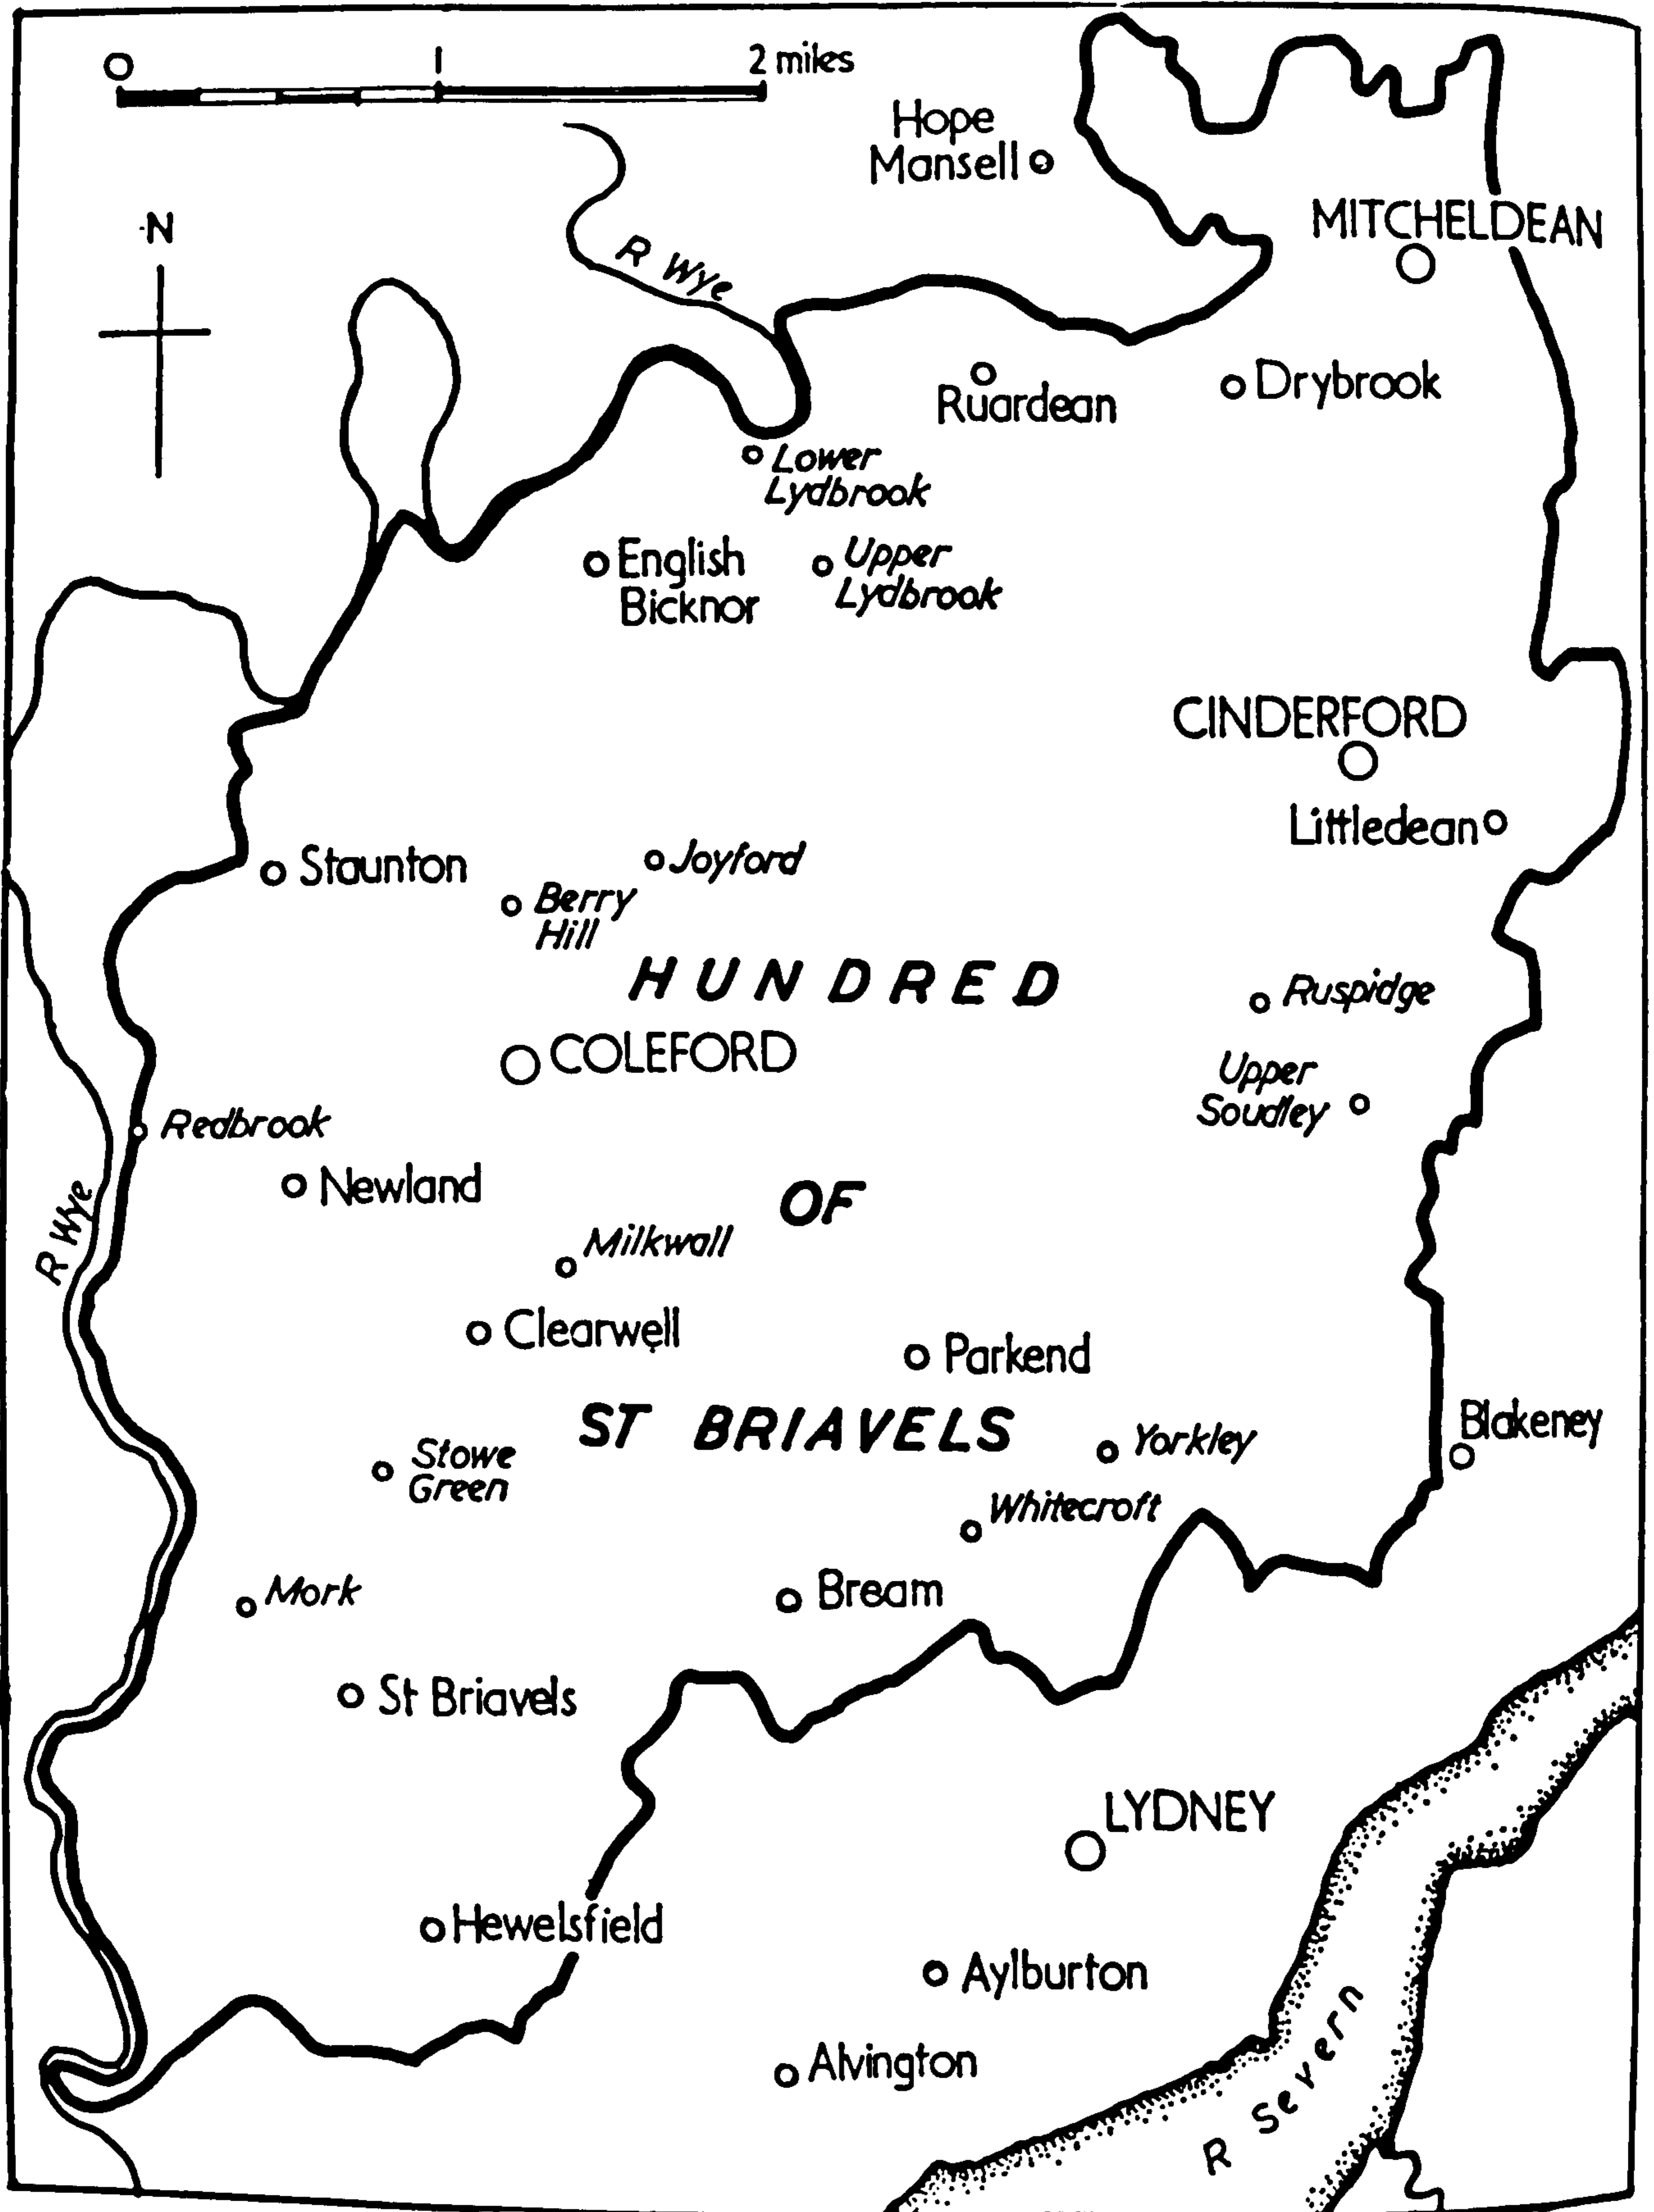 0 1 2 miles
Hope
Mansell
N
R Wye
MITCHELDEAN
Ruardean
Drybrook
Lower
Lydbrook
English
Bicknor
Upper
Lydbrook
CINDERFORD
Littledean
Staunton
Joyford
Berry
Hill
HUNDRED
Ruspidge
COLEFORD
Upper
Soudley
Redbrook
Newland
OF
R Wye
Milkwall
Clearwell
Parkend
ST BRIAVELS
Blakeney
Yorkley
Stowe
Green
Whitecroft
Mork
Bream
St Briavels
LYDNEY
Hewelsfield
Aylburton
Alvington
R Severn